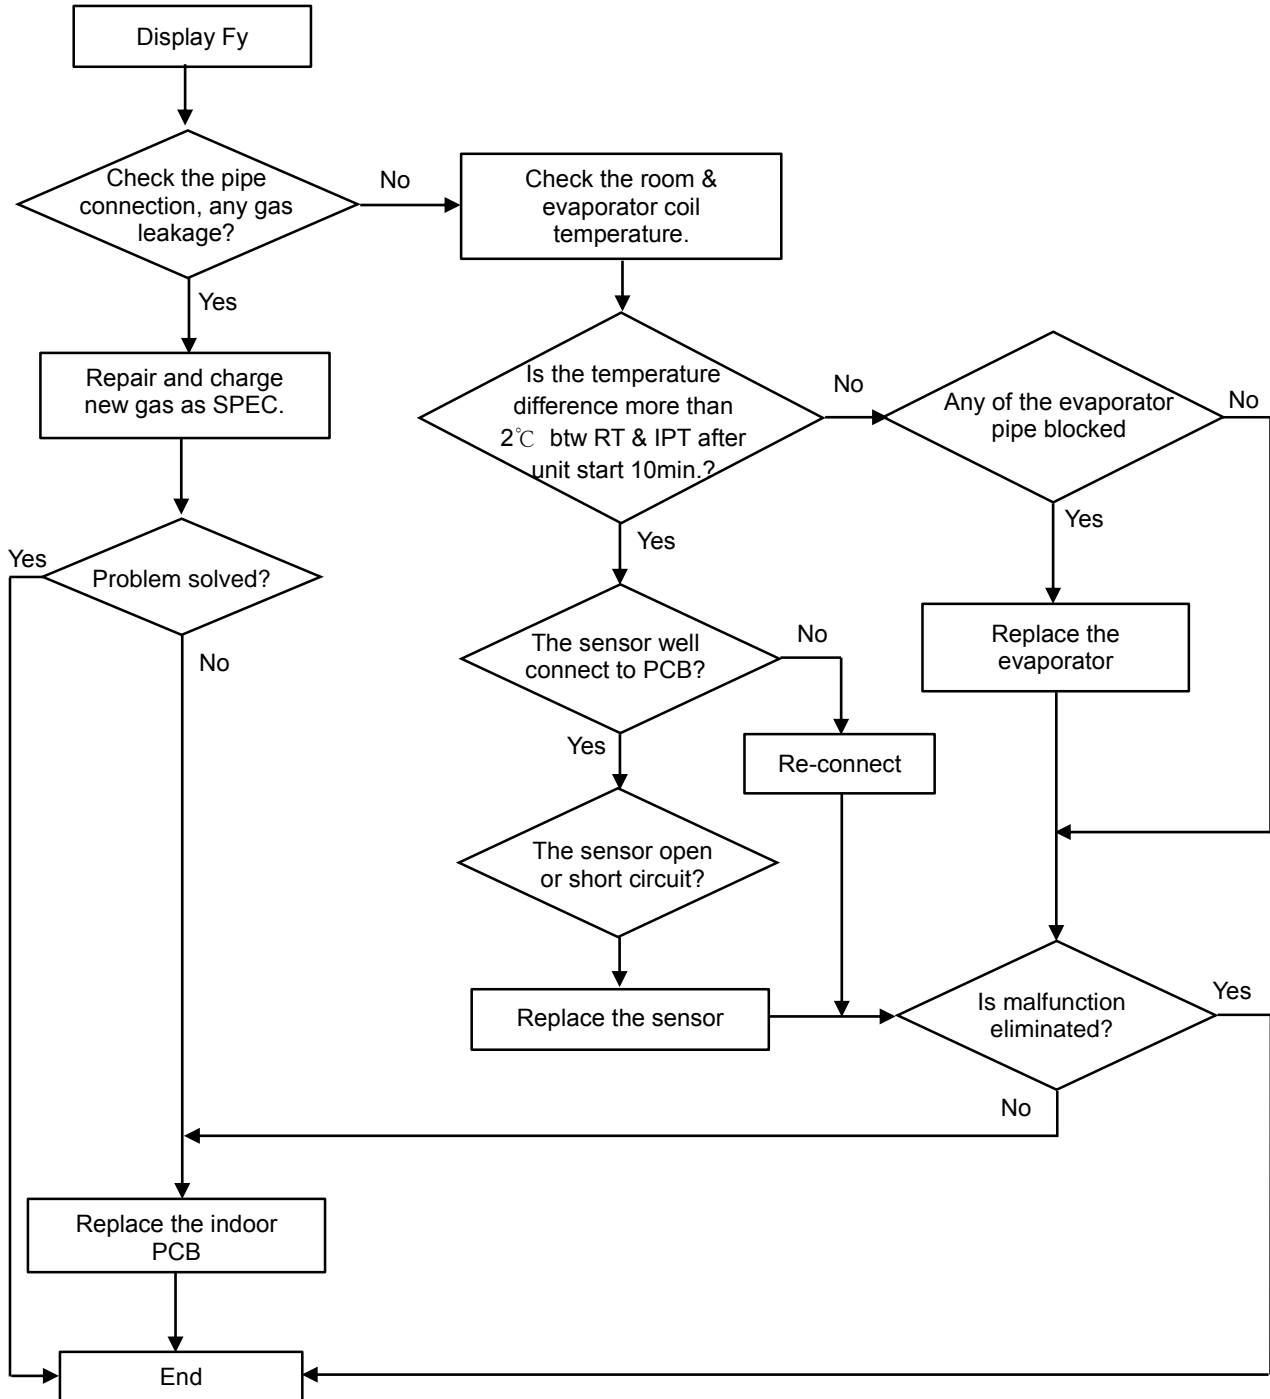 Display Fy
Check the pipe
connection, any gas
leakage?
No
Check the room &
evaporator coil
temperature.
Yes
Repair and charge
new gas as SPEC.
Is the temperature
difference more than
2℃ btw RT & IPT after
unit start 10min.?
No
Any of the evaporator
pipe blocked
No
Yes
Yes
Yes
Problem solved?
No
The sensor well
connect to PCB?
No
Replace the
evaporator
Yes
Re-connect
The sensor open
or short circuit?
Replace the sensor
Is malfunction
eliminated?
Yes
No
Replace the indoor
PCB
End